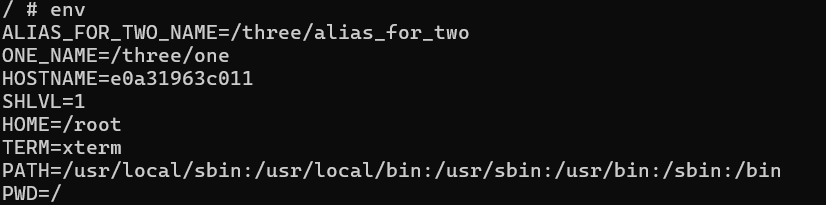 / # env
ALIAS_FOR_TWO_NAME=/three/alias_for_two
ONE_NAME=/three/one
HOSTNAME=e0a31963c011
SHLVL=1
HOME=/root
TERM=xterm
PATH=/usr/local/sbin:/usr/local/bin:/usr/sbin:/usr/bin:/sbin:/bin
PWD=/